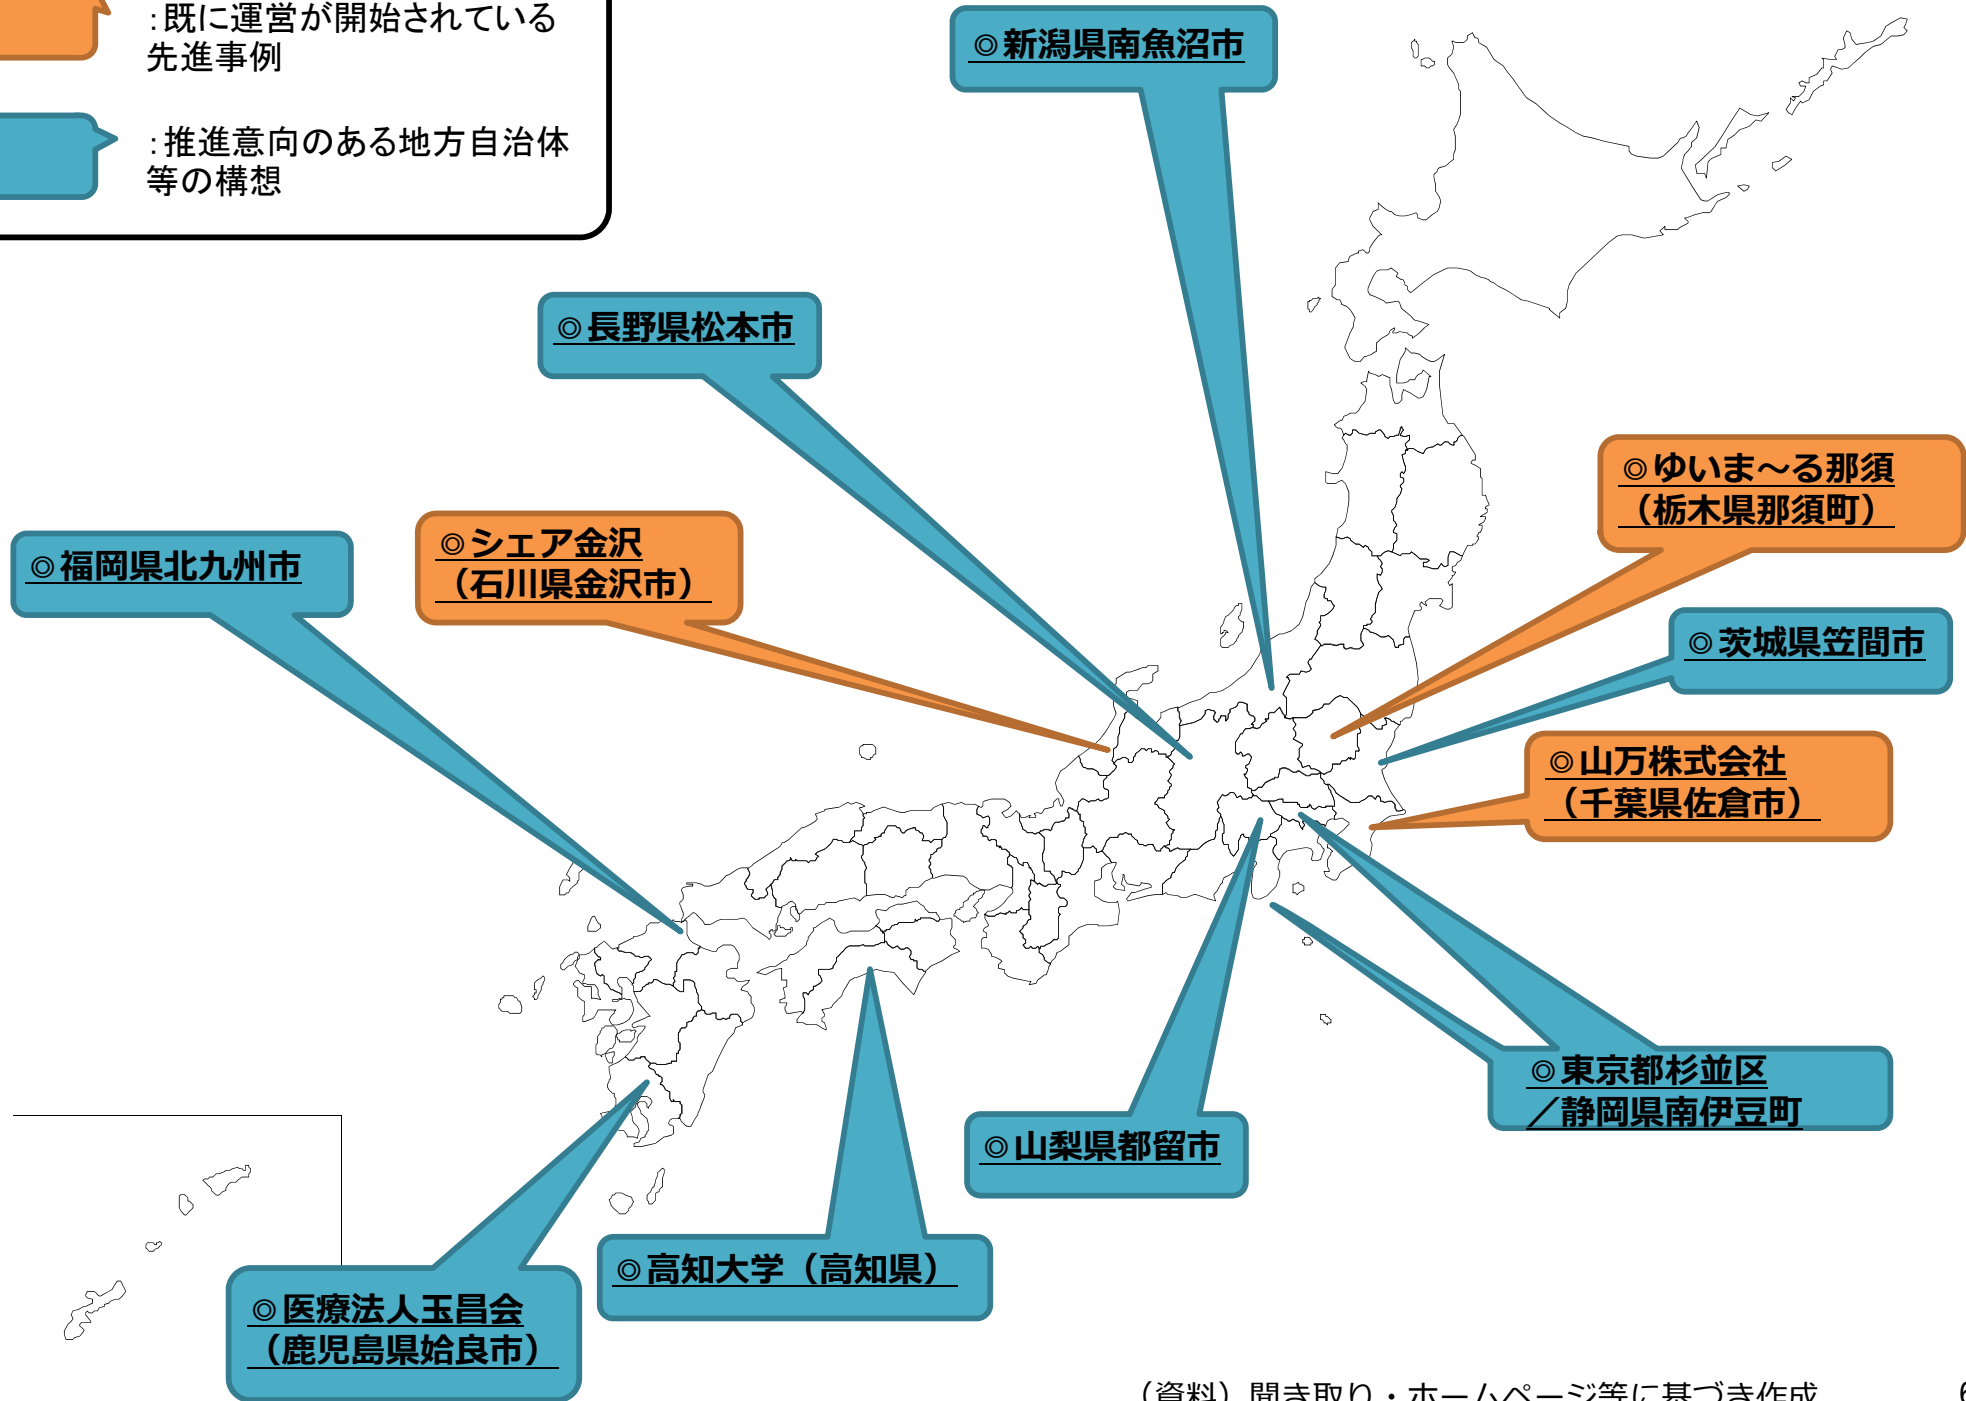 ：既に運営が開始されている
先進事例
：推進意向のある地方自治体
等の構想
◎新潟県南魚沼市
◎長野県松本市
◎ゆいま～る那須
（栃木県那須町）
◎シェア金沢
（石川県金沢市）
◎福岡県北九州市
◎茨城県笠間市
◎山万株式会社
（千葉県佐倉市）
◎東京都杉並区
／静岡県南伊豆町
◎山梨県都留市
◎高知大学（高知県）
◎医療法人玉昌会
（鹿児島県姶良市）
（資料）聞き取り・ホームページ等に基づき作成